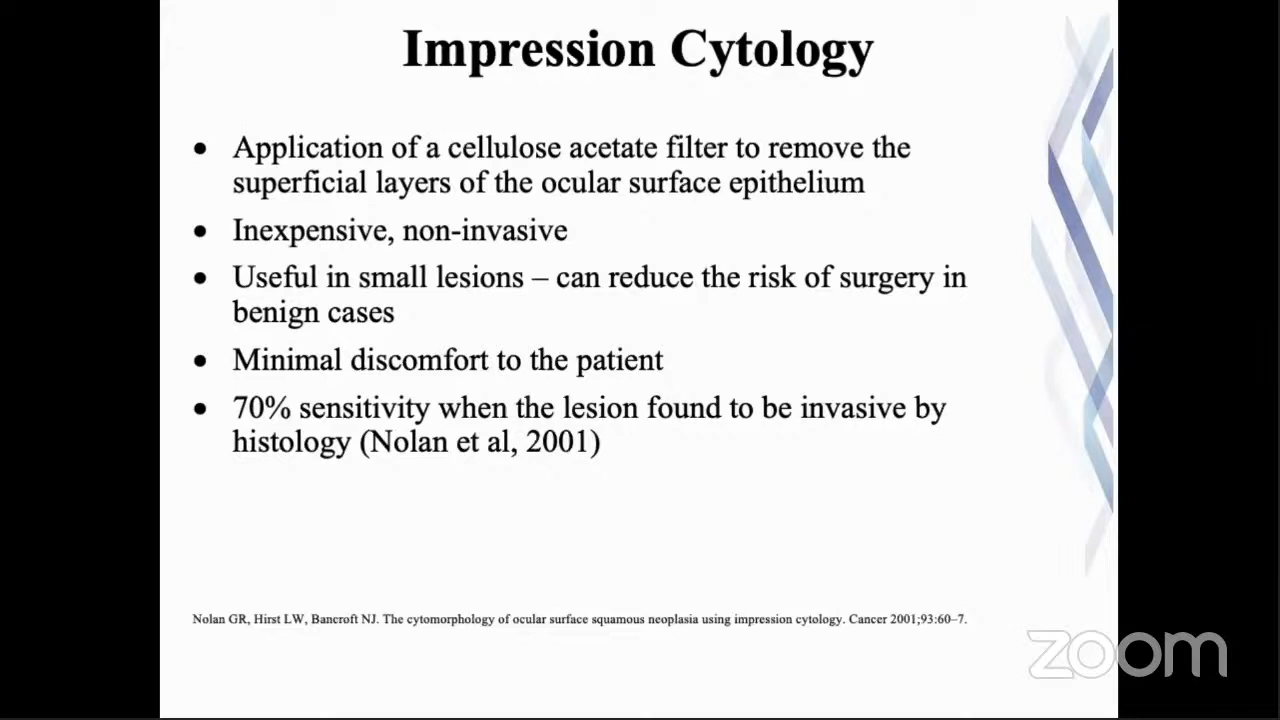 Impression Cytology
• Application of a cellulose acetate filter to remove the
superficial layers of the ocular surface epithelium
• Inexpensive, non-invasive
• Useful in small lesions – can reduce the risk of surgery in
benign cases
• Minimal discomfort to the patient
• 70% sensitivity when the lesion found to be invasive by
histology (Nolan et al, 2001)
Nolan GR, Hirst LW, Bancroft NJ. The cytomorphology of ocular surface squamous neoplasia using impression cytology. Cancer 2001;93:60–7.
zoom